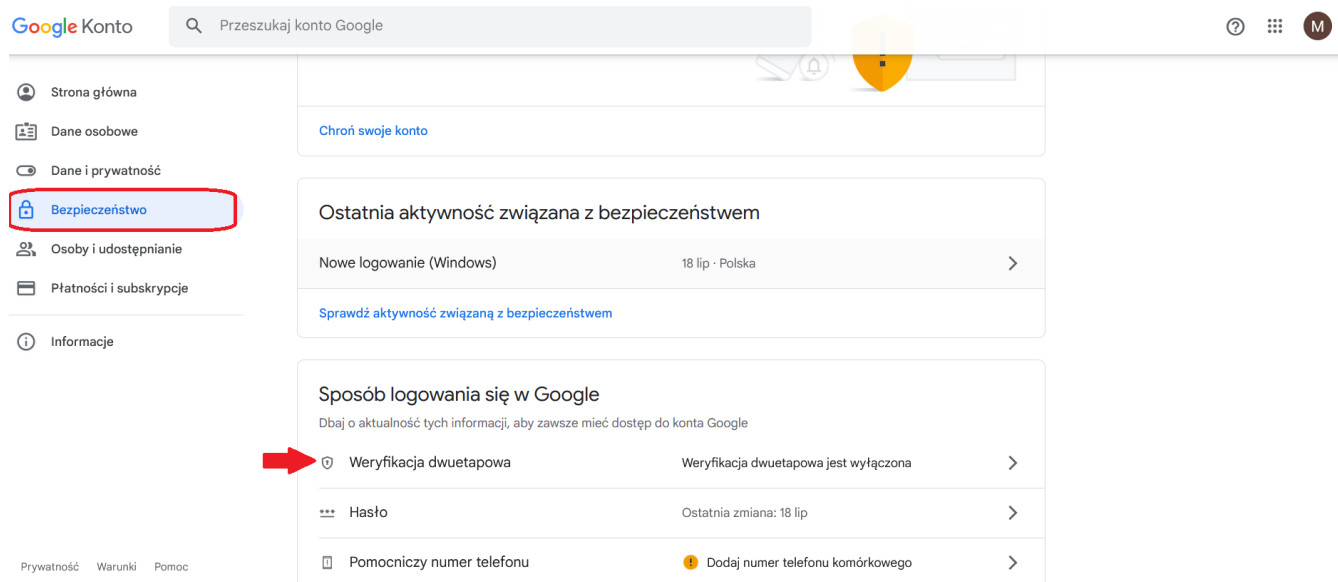 Google Konto
Przeszukaj konto Google
M
Strona główna
Dane osobowe
Dane i prywatność
Bezpieczeństwo
Osoby i udostępnianie
Płatności i subskrypcje
Informacje
Prywatność Warunki Pomoc
Chroń swoje konto
Ostatnia aktywność związana z bezpieczeństwem
Nowe logowanie (Windows) 18 lip · Polska
Sprawdź aktywność związaną z bezpieczeństwem
Sposób logowania się w Google
Dbaj o aktualność tych informacji, aby zawsze mieć dostęp do konta Google
Weryfikacja dwuetapowa Weryfikacja dwuetapowa jest wyłączona
Hasło Ostatnia zmiana: 18 lip
Pomocniczy numer telefonu Dodaj numer telefonu komórkowego